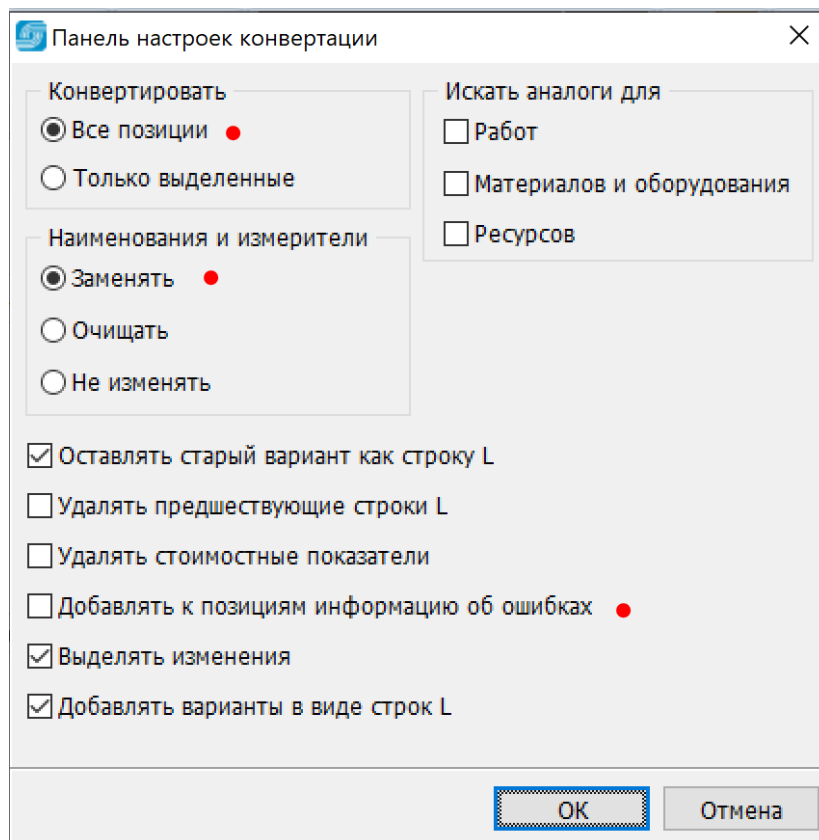 Панель настроек конвертации
Конвертировать
Все позиции
Только выделенные
Наименования и измерители
Заменять
Очищать
Не изменять
Искать аналоги для
Работ
Материалов и оборудования
Ресурсов
Оставлять старый вариант как строку L
Удалять предшествующие строки L
Удалять стоимостные показатели
Добавлять к позициям информацию об ошибках
Выделять изменения
Добавлять варианты в виде строк L
OK
Отмена